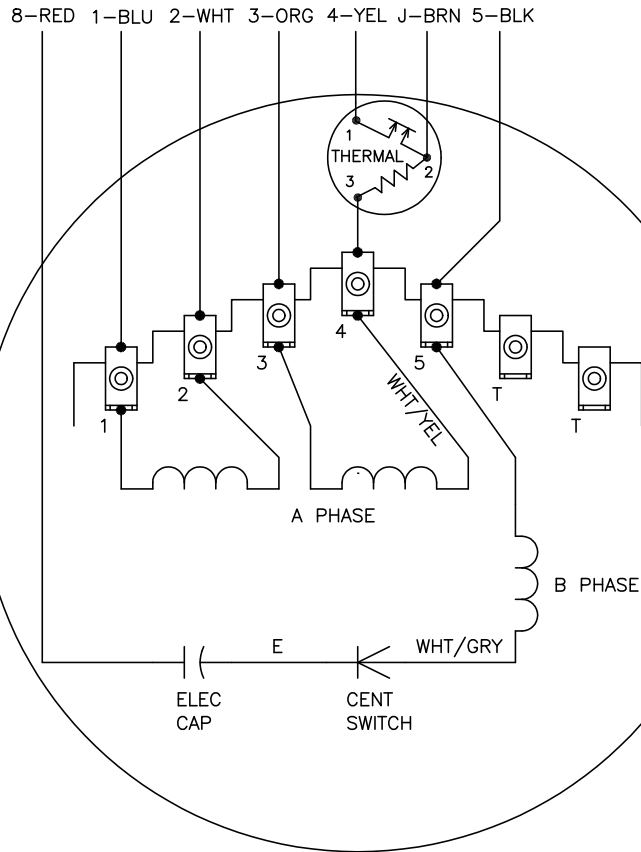 8-RED 1-BLU 2-WHT 3-ORG 4-YEL J-BRN 5-BLK
1
THERMAL
2
3
4
3
5
2
T
1
T
WHT/YEL
A PHASE
B PHASE
E
WHT/GRY
ELEC
CAP
CENT
SWITCH